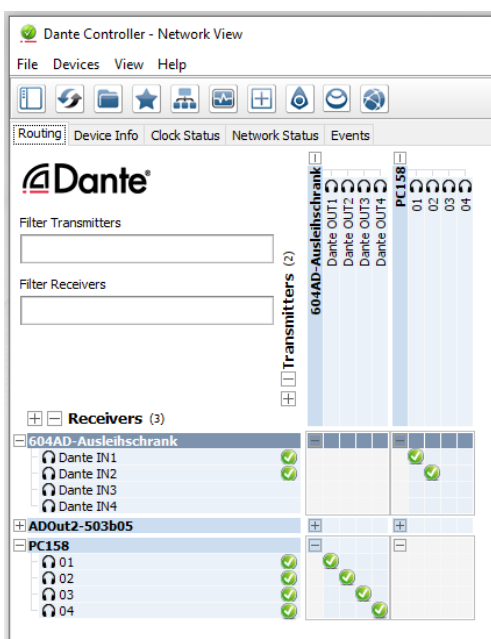 Dante Controller - Network View
File Devices View Help
Routing Device Info Clock Status Network Status Events
Dante®
Filter Transmitters
Filter Receivers
Transmitters (2)
604AD-Ausleihschrank
Dante OUT1
Dante OUT2
Dante OUT3
Dante OUT4
PC158
01
02
03
04
Receivers (3)
604AD-Ausleihschrank
Dante IN1
Dante IN2
Dante IN3
Dante IN4
ADOut2-503b05
PC158
01
02
03
04